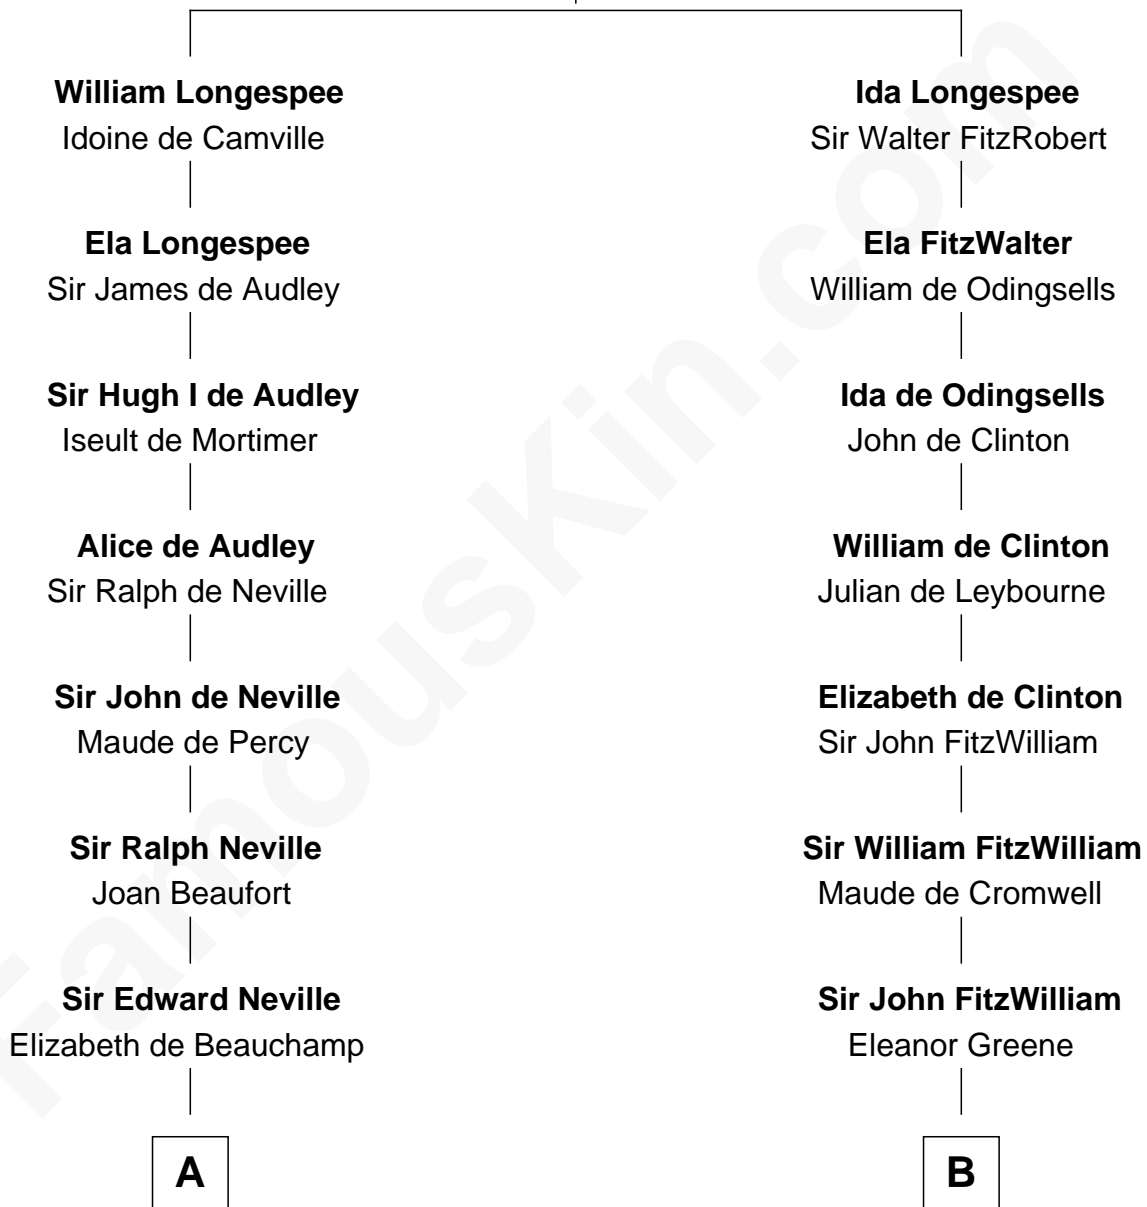 William Longespee
Idoine de Camville
Ela Longespee
Sir James de Audley
Sir Hugh I de Audley
Iseult de Mortimer
Alice de Audley
Sir Ralph de Neville
Sir John de Neville
Maude de Percy
Sir Ralph Neville
Joan Beaufort
Sir Edward Neville
Elizabeth de Beauchamp
A
Ida Longespee
Sir Walter FitzRobert
Ela FitzWalter
William de Odingsells
Ida de Odingsells
John de Clinton
William de Clinton
Julian de Leybourne
Elizabeth de Clinton
Sir John FitzWilliam
Sir William FitzWilliam
Maude de Cromwell
Sir John FitzWilliam
Eleanor Greene
B
FamousKin.com